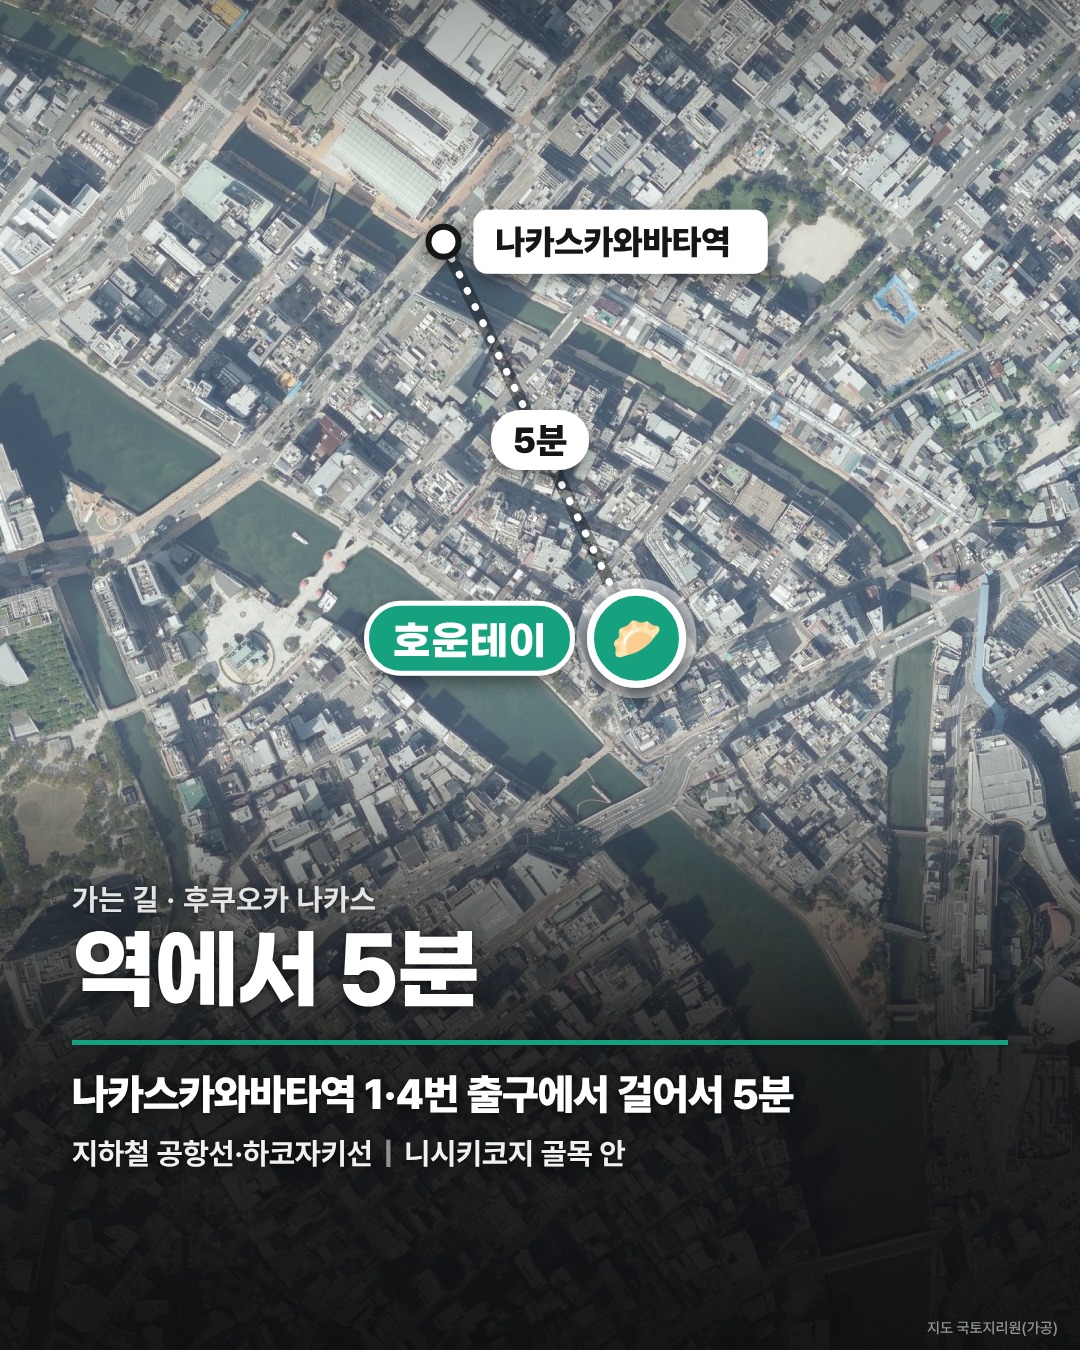 나카스카와바타역
5분
호운테이
가는 길 · 후쿠오카 나카스
역에서 5분
나카스카와바타역 1·4번 출구에서 걸어서 5분
지하철 공항선·하코자키선 | 니시키코지 골목 안
지도 국토지리원(가공)